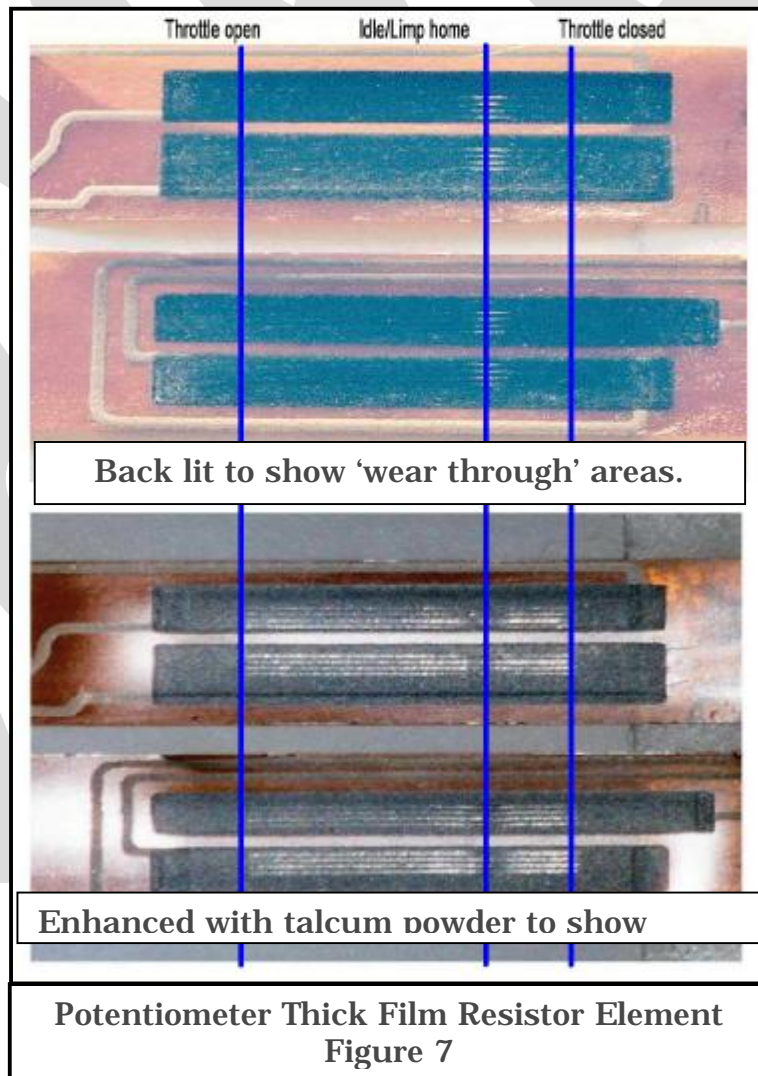 Throttle open Idle/Limp home Throttle closed
Back lit to show ‘wear through’ areas.
Enhanced with talcum powder to show
Potentiometer Thick Film Resistor Element
Figure 7